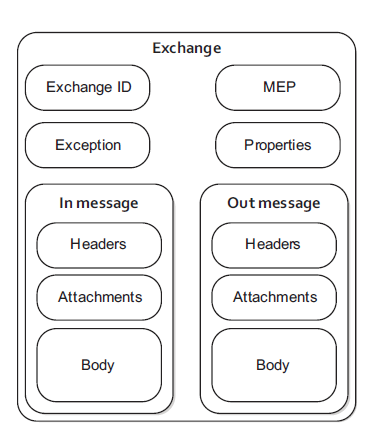 Exchange
Exchange ID
MEP
Exception
Properties
In message
Out message
Headers
Headers
Attachments
Attachments
Body
Body